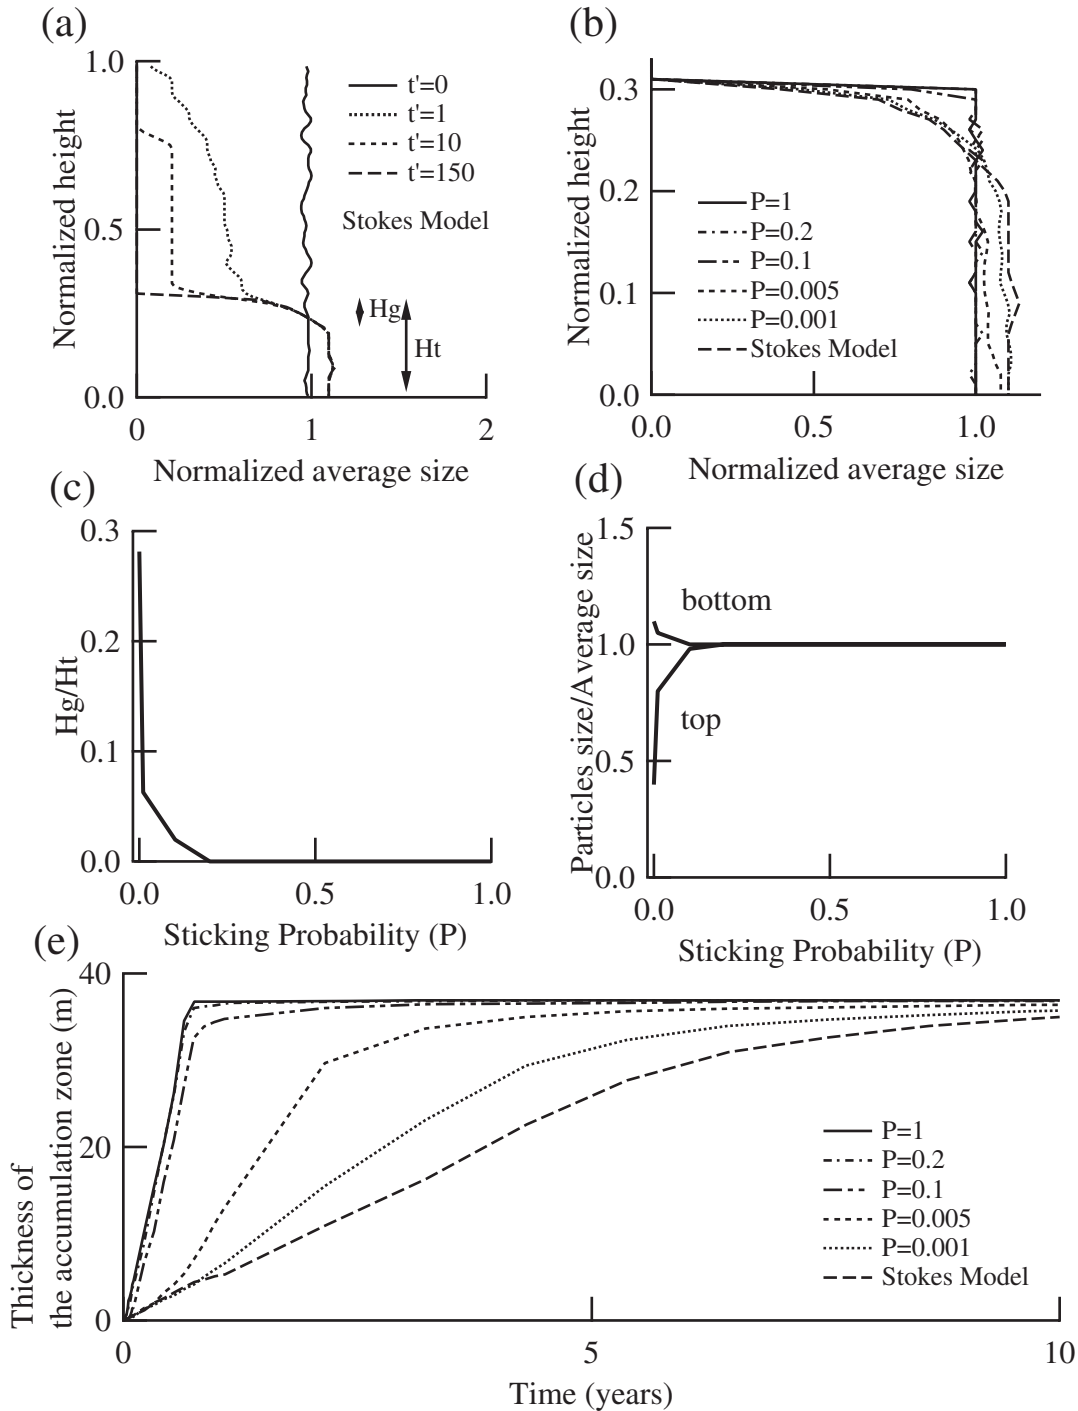 (a)
1.0
0.5
0.0
Normalized height
t'=0
t'=1
t'=10
t'=150
Stokes Model
Hg
Ht
0
1
2
Normalized average size
(b)
0.3
0.2
0.1
0.0
Normalized height
P=1
P=0.2
P=0.1
P=0.005
P=0.001
Stokes Model
0.0
0.5
1.0
Normalized average size
(c)
0.3
0.2
0.1
0.0
Hg/Ht
0.0
0.5
1.0
Sticking Probability (P)
(d)
1.5
1.0
0.5
0.0
Particles size/Average size
bottom
top
0.0
0.5
1.0
Sticking Probability (P)
(e)
40
20
0
Thickness of
the accumulation zone (m)
P=1
P=0.2
P=0.1
P=0.005
P=0.001
Stokes Model
0
5
10
Time (years)